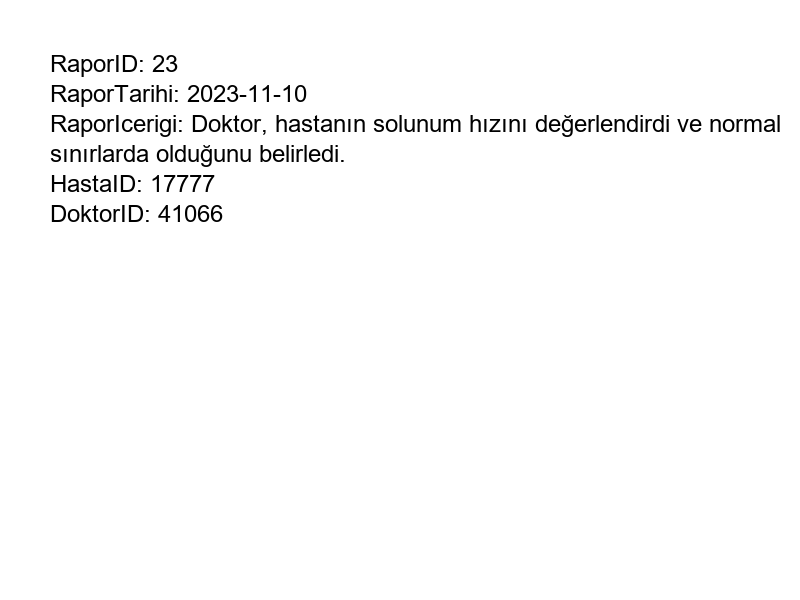 RaporID: 23
RaporTarihi: 2023-11-10
RaporIcerigi: Doktor, hastanın solunum hızını değerlendirdi ve normal
sınırlarda olduğunu belirledi.
HastaID: 17777
DoktorID: 41066